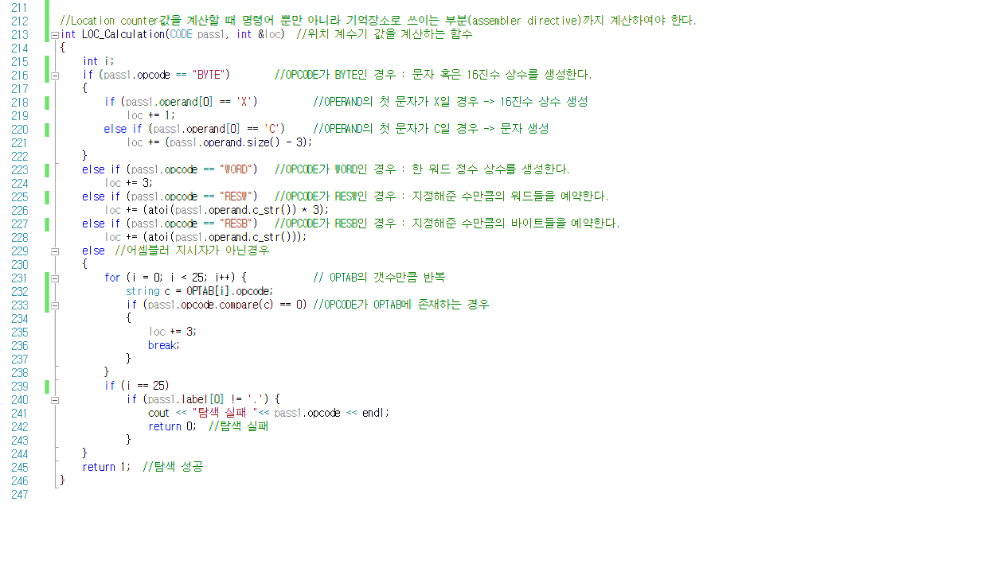 211
212 //Location counter값을 계산할 때 명령어 뿐만 아니라 기억장소로 쓰이는 부분(assembler directive)까지 계산하여야 한다.
213 int LOC_Calculation(CODE pass1, int &loc) //위치 계수기 값을 계산하는 함수
214 {
215 int i;
216 if (pass1.opcode == "BYTE") //OPCODE가 BYTE인 경우 : 문자 혹은 16진수 상수를 생성한다.
217 {
218 if (pass1.operand[0] == 'X') //OPERAND의 첫 문자가 X일 경우 -> 16진수 상수 생성
219 loc += 1;
220 else if (pass1.operand[0] == 'C') //OPERAND의 첫 문자가 C일 경우 -> 문자 생성
221 loc += (pass1.operand.size() - 3);
222 }
223 else if (pass1.opcode == "WORD") //OPCODE가 WORD인 경우 : 한 워드 정수 상수를 생성한다.
224 loc += 3;
225 else if (pass1.opcode == "RESW") //OPCODE가 RESW인 경우 : 지정해준 수만큼의 워드들을 예약한다.
226 loc += (atoi(pass1.operand.c_str()) * 3);
227 else if (pass1.opcode == "RESB") //OPCODE가 RESB인 경우 : 지정해준 수만큼의 바이트들을 예약한다.
228 loc += (atoi(pass1.operand.c_str()));
229 else //어셈블러 지시자가 아닌경우
230 {
231 for (i = 0; i < 25; i++) { // OPTAB의 갯수만큼 반복
232 string c = OPTAB[i].opcode;
233 if (pass1.opcode.compare(c) == 0) //OPCODE가 OPTAB에 존재하는 경우
234 {
235 loc += 3;
236 break;
237 }
238 }
239 if (i == 25)
240 if (pass1.label[0] != '.') {
241 cout << "탐색 실패 "<< pass1.opcode << endl;
242 return 0; //탐색 실패
243 }
244 }
245 return 1; //탐색 성공
246 }
247